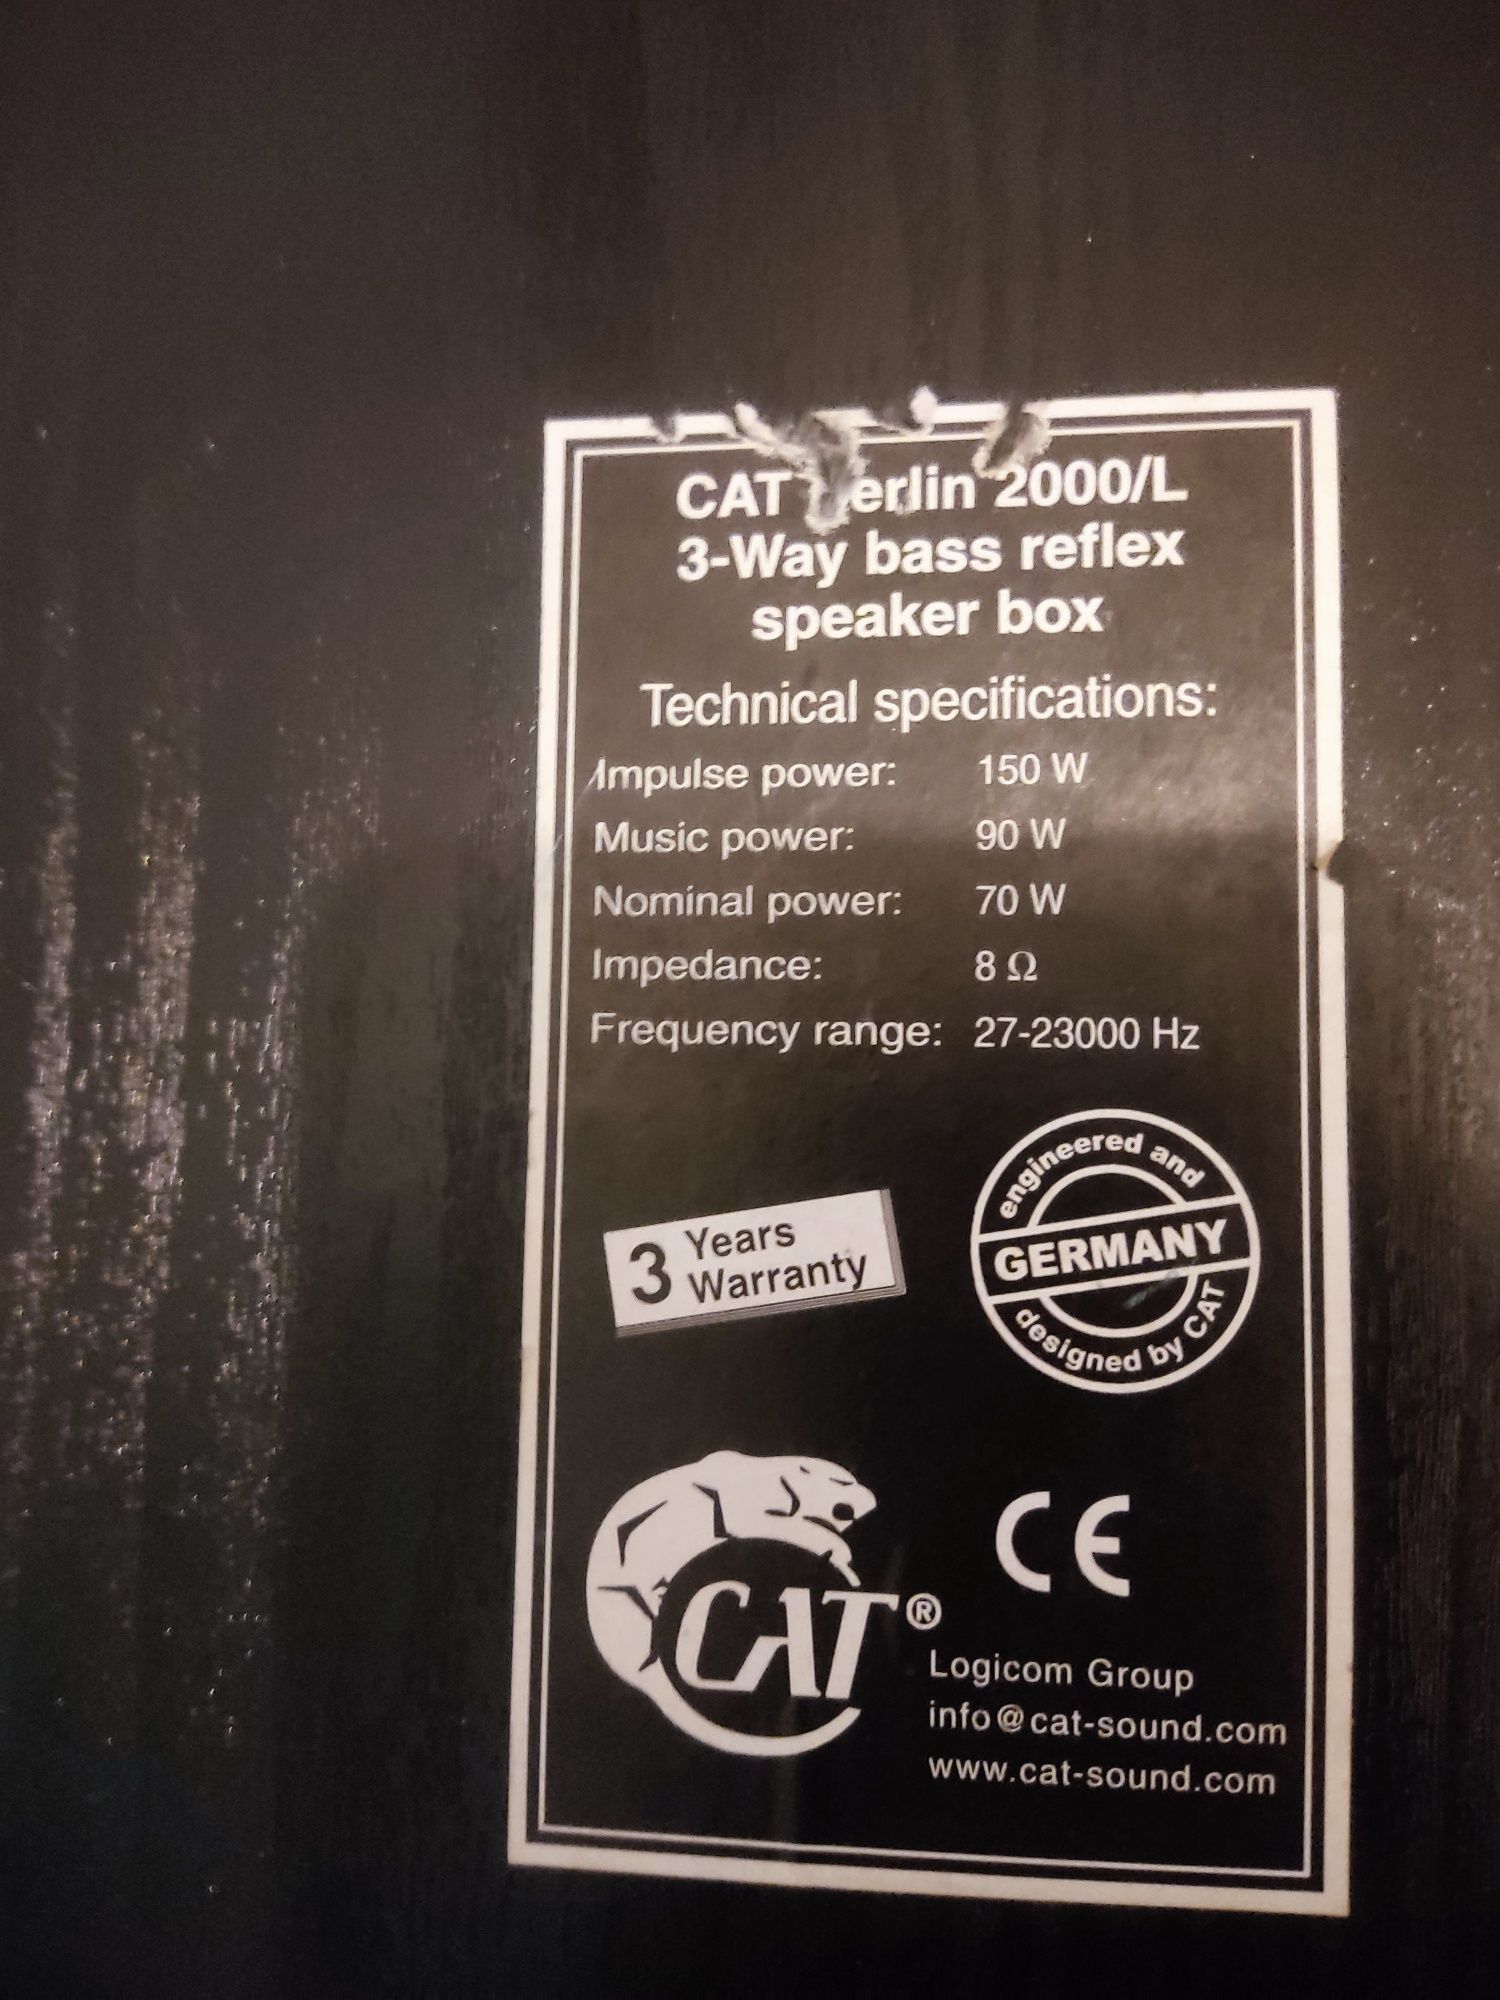 CAT Berlin 2000/L
3-Way bass reflex
speaker box
Technical specifications:
Impulse power: 150 W
Music power: 90 W
Nominal power: 70 W
Impedance: 8 Ω
Frequency range: 27-23000 Hz
3 Years
Warranty
engineered and
GERMANY
designed by CAT
CE
CAT®
Logicom Group
info@cat-sound.com
www.cat-sound.com